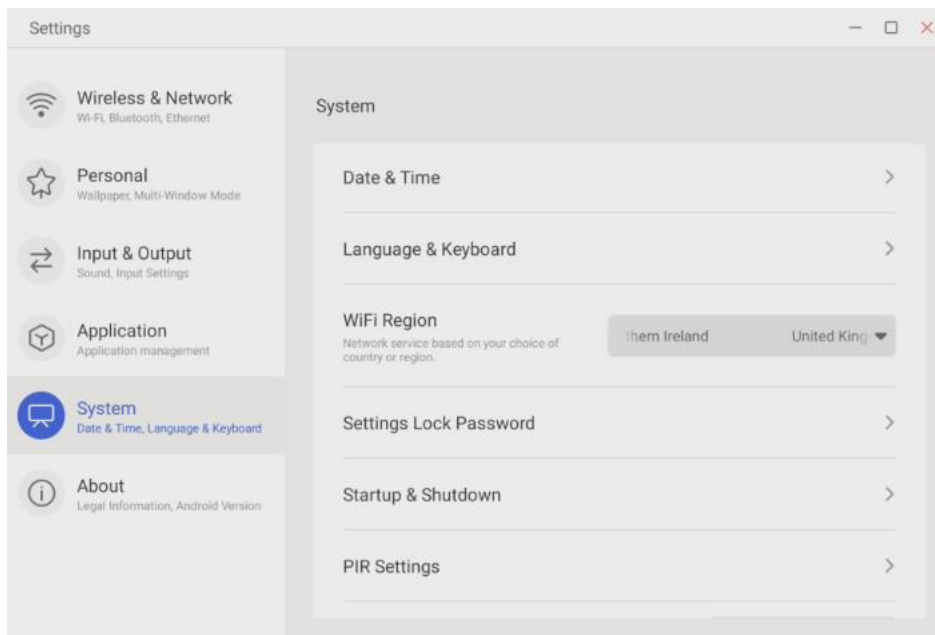 Settings
Wireless & Network
Wi-Fi, Bluetooth, Ethernet
Personal
Wallpaper, Multi-Window Mode
Input & Output
Sound, Input Settings
Application
Application management
System
Date & Time, Language & Keyboard
About
Legal Information, Android Version
System
Date & Time
Language & Keyboard
WiFi Region
Network service based on your choice of
country or region.
thern Ireland United King
Settings Lock Password
Startup & Shutdown
PIR Settings